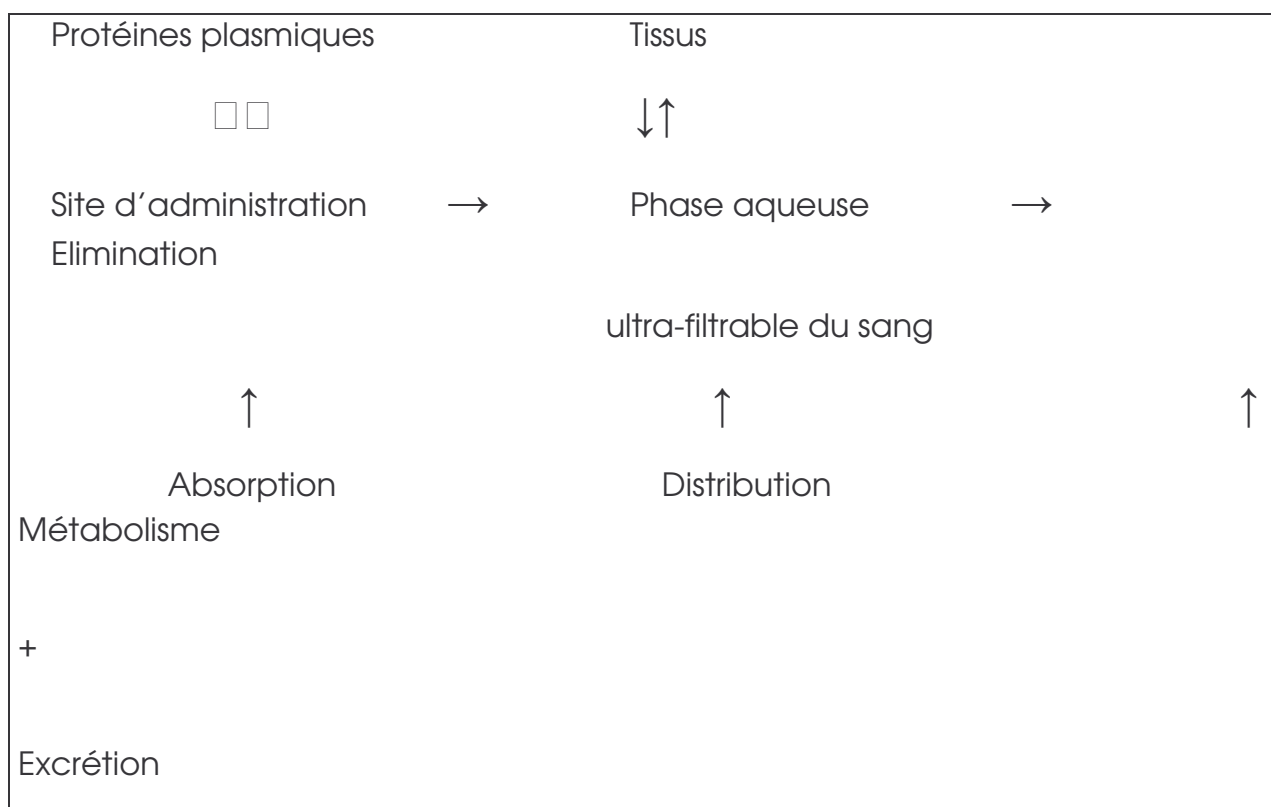 Protéines plasmiques Tissus
□ □ ↓↑
Site d’administration → Phase aqueuse →
Elimination
ultra-filtrable du sang
↑ ↑ ↑
Absorption Distribution
Métabolisme
+
Excrétion